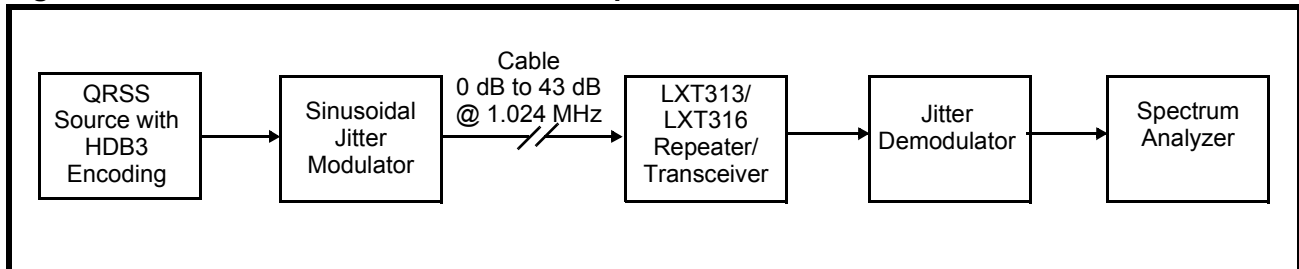 QRSS
Source with
HDB3
Encoding
Sinusoidal
Jitter
Modulator
Cable
0 dB to 43 dB
@ 1.024 MHz
LXT313/
LXT316
Repeater/
Transceiver
Jitter
Demodulator
Spectrum
Analyzer